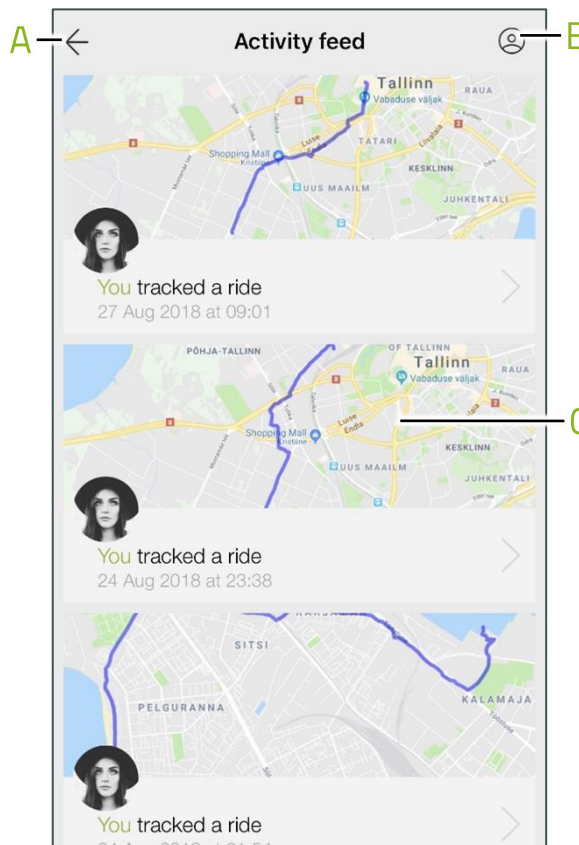 A
Activity feed
B
Tallinn
RAUA
Vabaduse väljak
TATARI
Luise
Endla
Liivalaia
Shopping Mall
Kristiine
KESKLINN
UUS MAAILM
JUHKENTALI
You tracked a ride
27 Aug 2018 at 09:01
PÕHJA-TALLINN
OF TALLINN
Tallinn
RAUA
Vabaduse väljak
Luise
Endla
Shopping Mall
Kristiine
C
KESKLINN
UUS MAAILM
JUHKENTALI
You tracked a ride
24 Aug 2018 at 23:38
SITSI
PELGURANNA
KALAMAJA
You tracked a ride